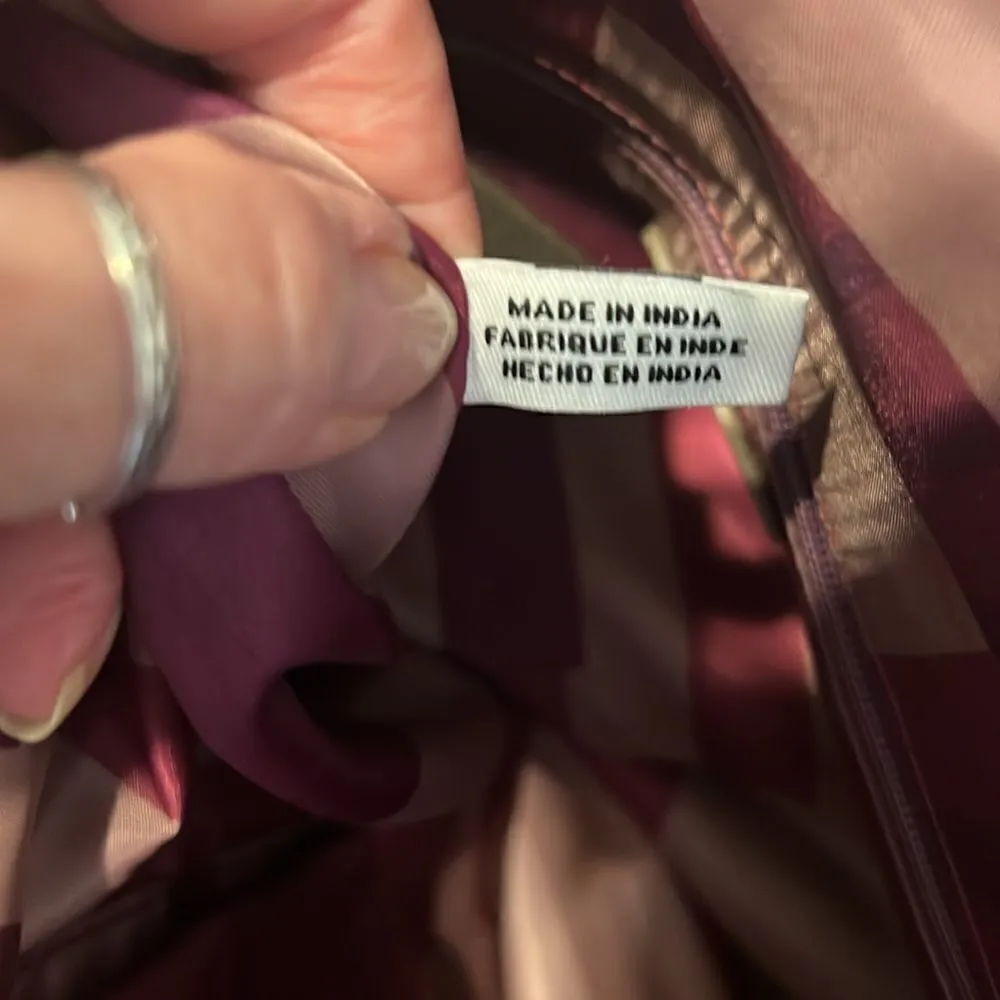 MADE IN INDIA
FABRIQUE EN INDE
HECHO EN INDIA